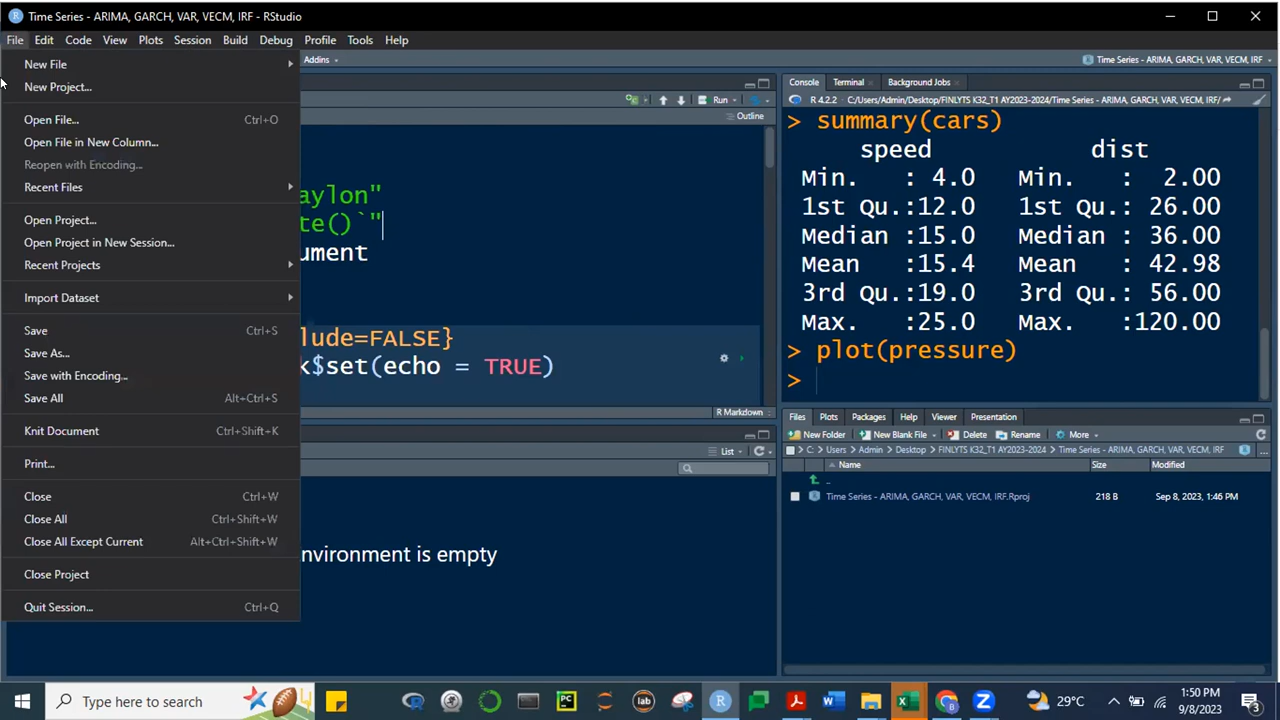 Time Series - ARIMA, GARCH, VAR, VECM, IRF - RStudio
File Edit Code View Plots Session Build Debug Profile Tools Help
Addins
Time Series - ARIMA, GARCH, VAR, VECM, IRF
New File
New Project...
Open File... Ctrl+O
Open File in New Column...
Reopen with Encoding...
Recent Files
Open Project...
Open Project in New Session...
Recent Projects
Import Dataset
Save Ctrl+S
Save As...
Save with Encoding...
Save All Alt+Ctrl+S
Knit Document Ctrl+Shift+K
Print...
Close Ctrl+W
Close All Ctrl+Shift+W
Close All Except Current Alt+Ctrl+Shift+W
Close Project
Quit Session... Ctrl+Q
Run
Outline
aylon"
te()`"
ument
lude=FALSE}
k$set(echo = TRUE)
R Markdown
List
nvironment is empty
Console Terminal Background Jobs
R 4.2.2 C:/Users/Admin/Desktop/FINLYTS K32_T1 AY2023-2024/Time Series - ARIMA, GARCH, VAR, VECM, IRF/
> summary(cars)
speed dist
Min. : 4.0 Min. : 2.00
1st Qu.:12.0 1st Qu.: 26.00
Median :15.0 Median : 36.00
Mean :15.4 Mean : 42.98
3rd Qu.:19.0 3rd Qu.: 56.00
Max. :25.0 Max. :120.00
> plot(pressure)
>
Files Plots Packages Help Viewer Presentation
New Folder New Blank File Delete Rename More
C: Users Admin Desktop FINLYTS K32_T1 AY2023-2024 Time Series - ARIMA, GARCH, VAR, VECM, IRF ...
Name Size Modified
..
Time Series - ARIMA, GARCH, VAR, VECM, IRF.Rproj 218 B Sep 8, 2023, 1:46 PM
Type here to search
PC
lab
29°C
1:50 PM
9/8/2023
3